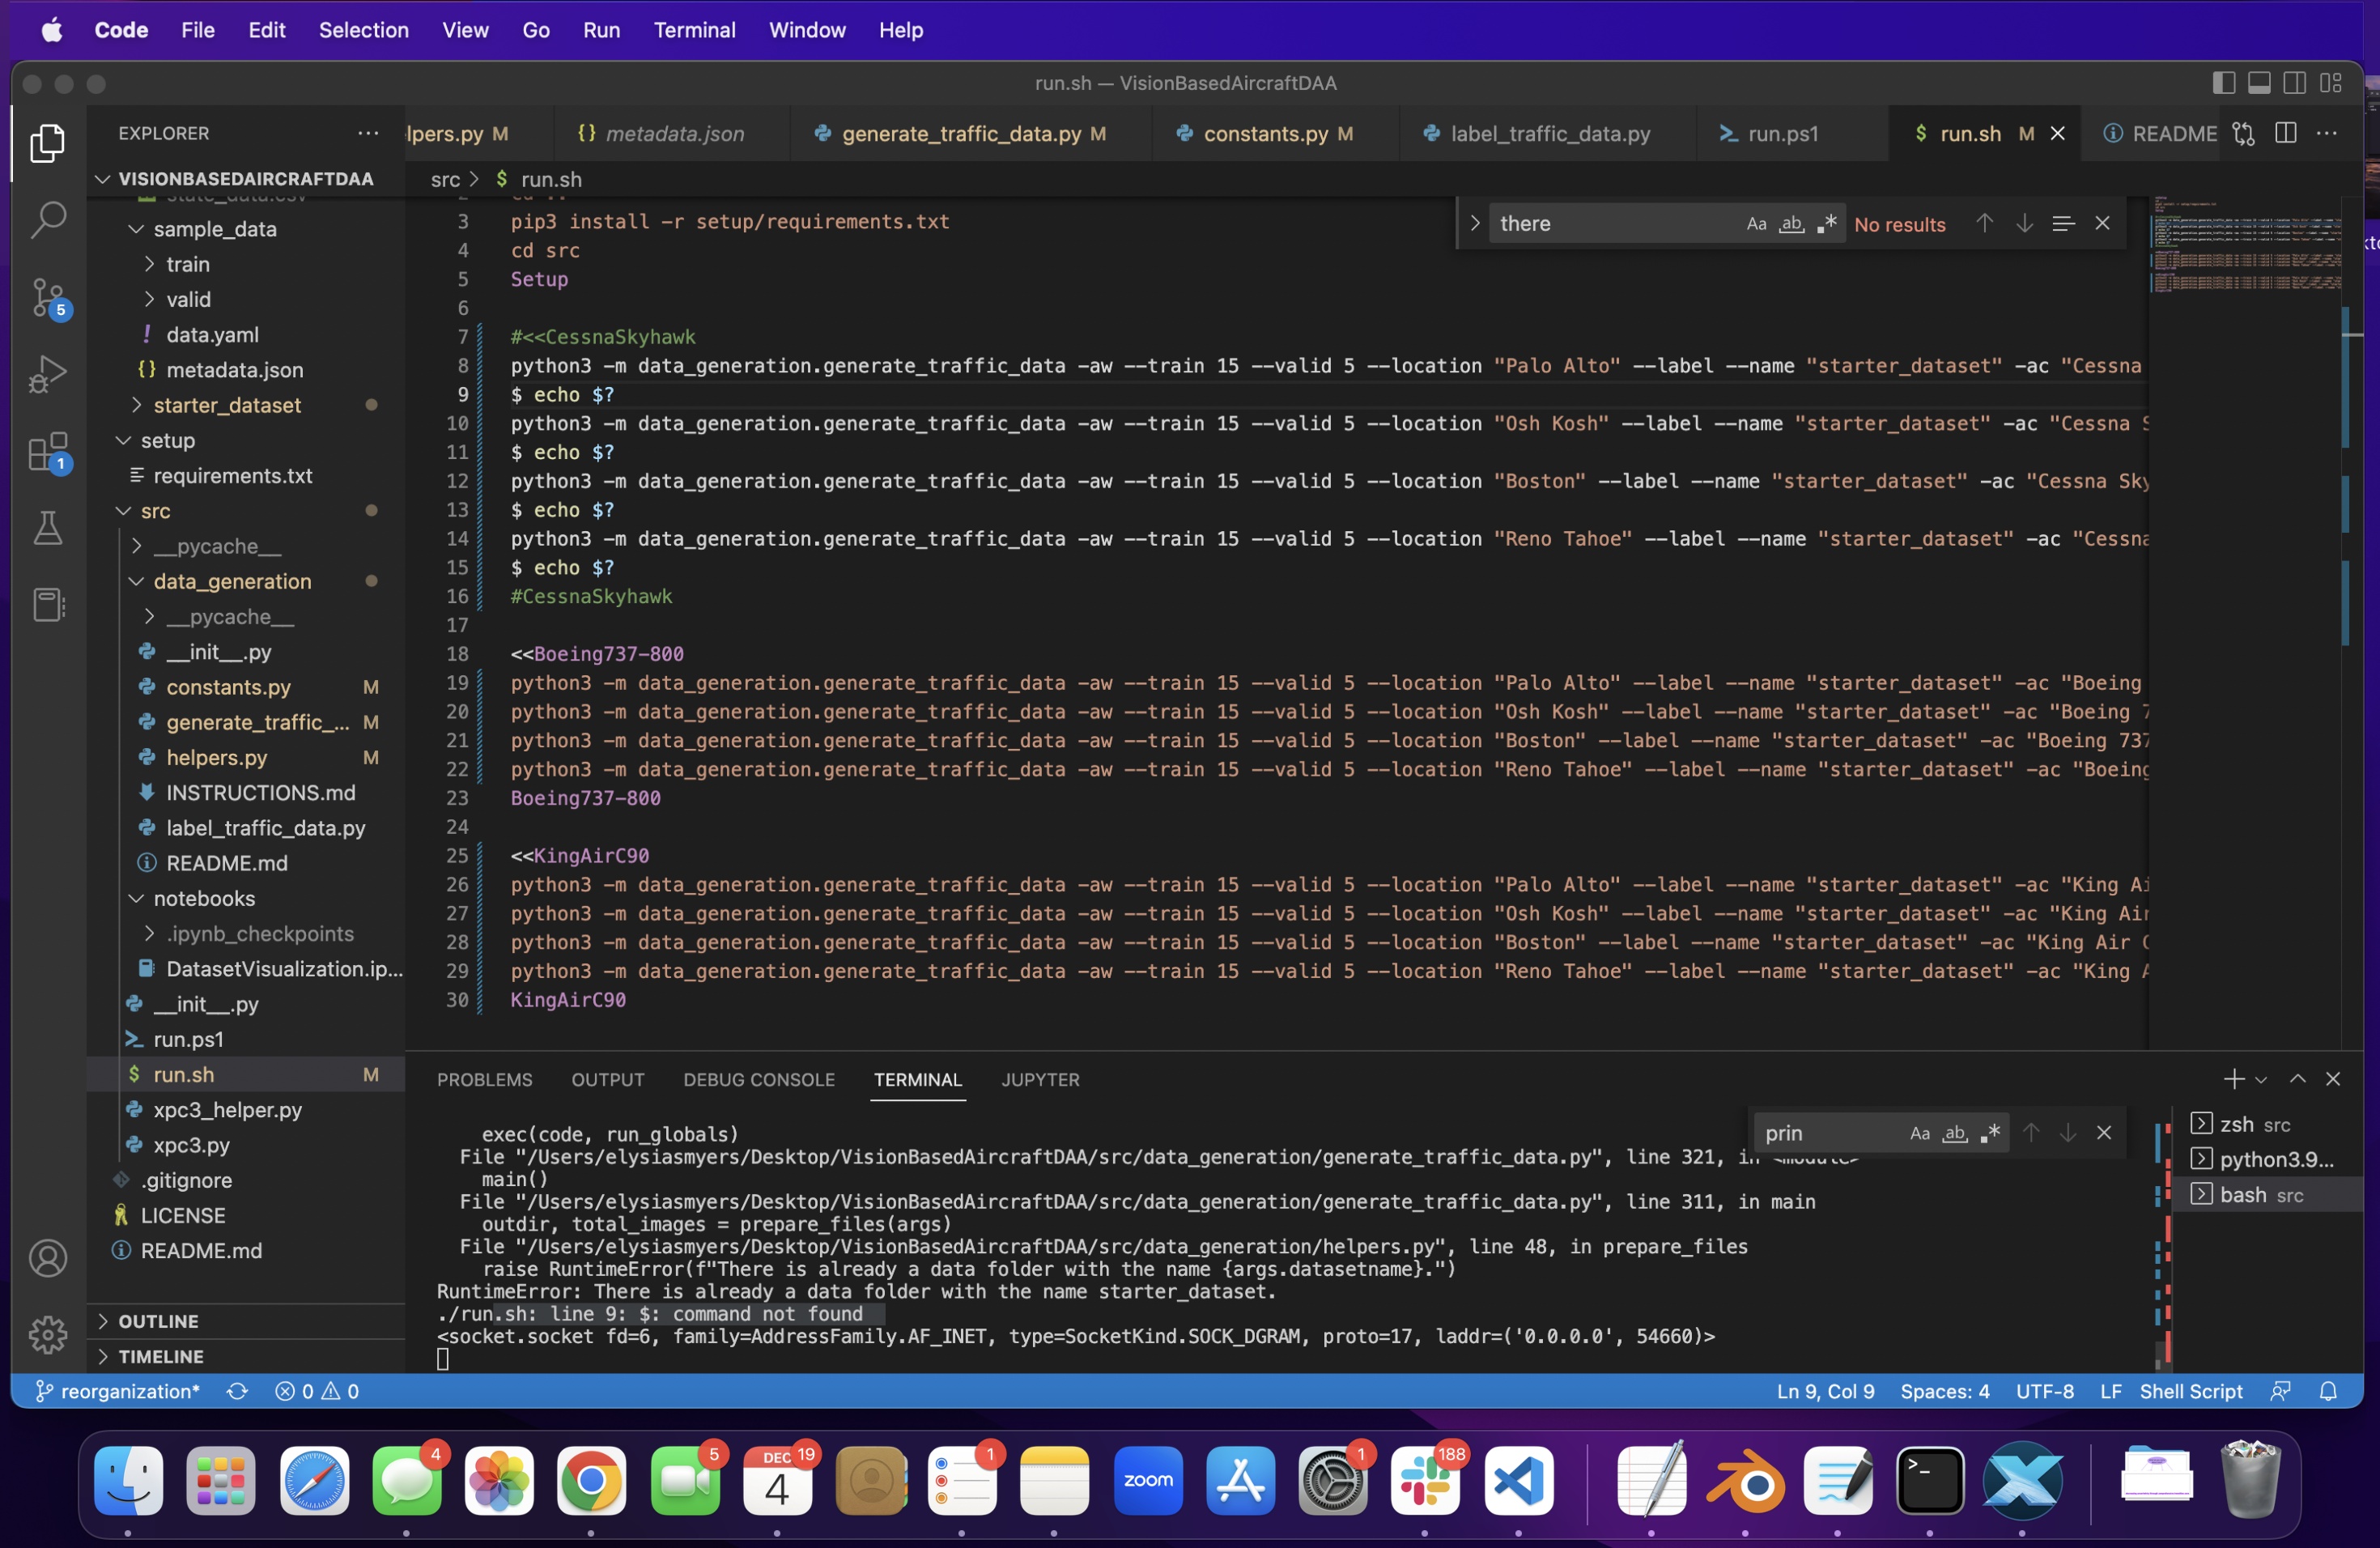 Code File Edit Selection View Go Run Terminal Window Help
run.sh — VisionBasedAircraftDAA
EXPLORER
lpers.py M
{} metadata.json
generate_traffic_data.py M
constants.py M
label_traffic_data.py
run.ps1
$ run.sh M
README
VISIONBASEDAIRCRAFTDAA
state_data.csv
sample_data
train
valid
! data.yaml
{} metadata.json
starter_dataset
setup
requirements.txt
src
__pycache__
data_generation
__pycache__
__init__.py
constants.py M
generate_traffic_... M
helpers.py M
INSTRUCTIONS.md
label_traffic_data.py
README.md
notebooks
.ipynb_checkpoints
DatasetVisualization.ip...
__init__.py
run.ps1
$ run.sh M
xpc3_helper.py
xpc3.py
.gitignore
LICENSE
README.md
OUTLINE
TIMELINE
5
1
src > $ run.sh
there Aa ab .* No results
2 cd ..
3 pip3 install -r setup/requirements.txt
4 cd src
5 Setup
6
7 #<<CessnaSkyhawk
8 python3 -m data_generation.generate_traffic_data -aw --train 15 --valid 5 --location "Palo Alto" --label --name "starter_dataset" -ac "Cessna
9 $ echo $?
10 python3 -m data_generation.generate_traffic_data -aw --train 15 --valid 5 --location "Osh Kosh" --label --name "starter_dataset" -ac "Cessna S
11 $ echo $?
12 python3 -m data_generation.generate_traffic_data -aw --train 15 --valid 5 --location "Boston" --label --name "starter_dataset" -ac "Cessna Sky
13 $ echo $?
14 python3 -m data_generation.generate_traffic_data -aw --train 15 --valid 5 --location "Reno Tahoe" --label --name "starter_dataset" -ac "Cessna
15 $ echo $?
16 #CessnaSkyhawk
17
18 <<Boeing737-800
19 python3 -m data_generation.generate_traffic_data -aw --train 15 --valid 5 --location "Palo Alto" --label --name "starter_dataset" -ac "Boeing
20 python3 -m data_generation.generate_traffic_data -aw --train 15 --valid 5 --location "Osh Kosh" --label --name "starter_dataset" -ac "Boeing 7
21 python3 -m data_generation.generate_traffic_data -aw --train 15 --valid 5 --location "Boston" --label --name "starter_dataset" -ac "Boeing 737
22 python3 -m data_generation.generate_traffic_data -aw --train 15 --valid 5 --location "Reno Tahoe" --label --name "starter_dataset" -ac "Boeing
23 Boeing737-800
24
25 <<KingAirC90
26 python3 -m data_generation.generate_traffic_data -aw --train 15 --valid 5 --location "Palo Alto" --label --name "starter_dataset" -ac "King Ai
27 python3 -m data_generation.generate_traffic_data -aw --train 15 --valid 5 --location "Osh Kosh" --label --name "starter_dataset" -ac "King Air
28 python3 -m data_generation.generate_traffic_data -aw --train 15 --valid 5 --location "Boston" --label --name "starter_dataset" -ac "King Air C
29 python3 -m data_generation.generate_traffic_data -aw --train 15 --valid 5 --location "Reno Tahoe" --label --name "starter_dataset" -ac "King A
30 KingAirC90
PROBLEMS OUTPUT DEBUG CONSOLE TERMINAL JUPYTER
prin Aa ab .*
exec(code, run_globals)
File "/Users/elysiasmyers/Desktop/VisionBasedAircraftDAA/src/data_generation/generate_traffic_data.py", line 321, in <module>
main()
File "/Users/elysiasmyers/Desktop/VisionBasedAircraftDAA/src/data_generation/generate_traffic_data.py", line 311, in main
outdir, total_images = prepare_files(args)
File "/Users/elysiasmyers/Desktop/VisionBasedAircraftDAA/src/data_generation/helpers.py", line 48, in prepare_files
raise RuntimeError(f"There is already a data folder with the name {args.datasetname}.")
RuntimeError: There is already a data folder with the name starter_dataset.
./run.sh: line 9: $: command not found
<socket.socket fd=6, family=AddressFamily.AF_INET, type=SocketKind.SOCK_DGRAM, proto=17, laddr=('0.0.0.0', 54660)>
zsh src
python3.9...
bash src
reorganization* 0 0
Ln 9, Col 9 Spaces: 4 UTF-8 LF Shell Script
4
5
DEC 19
4
1
zoom
1
188
>_